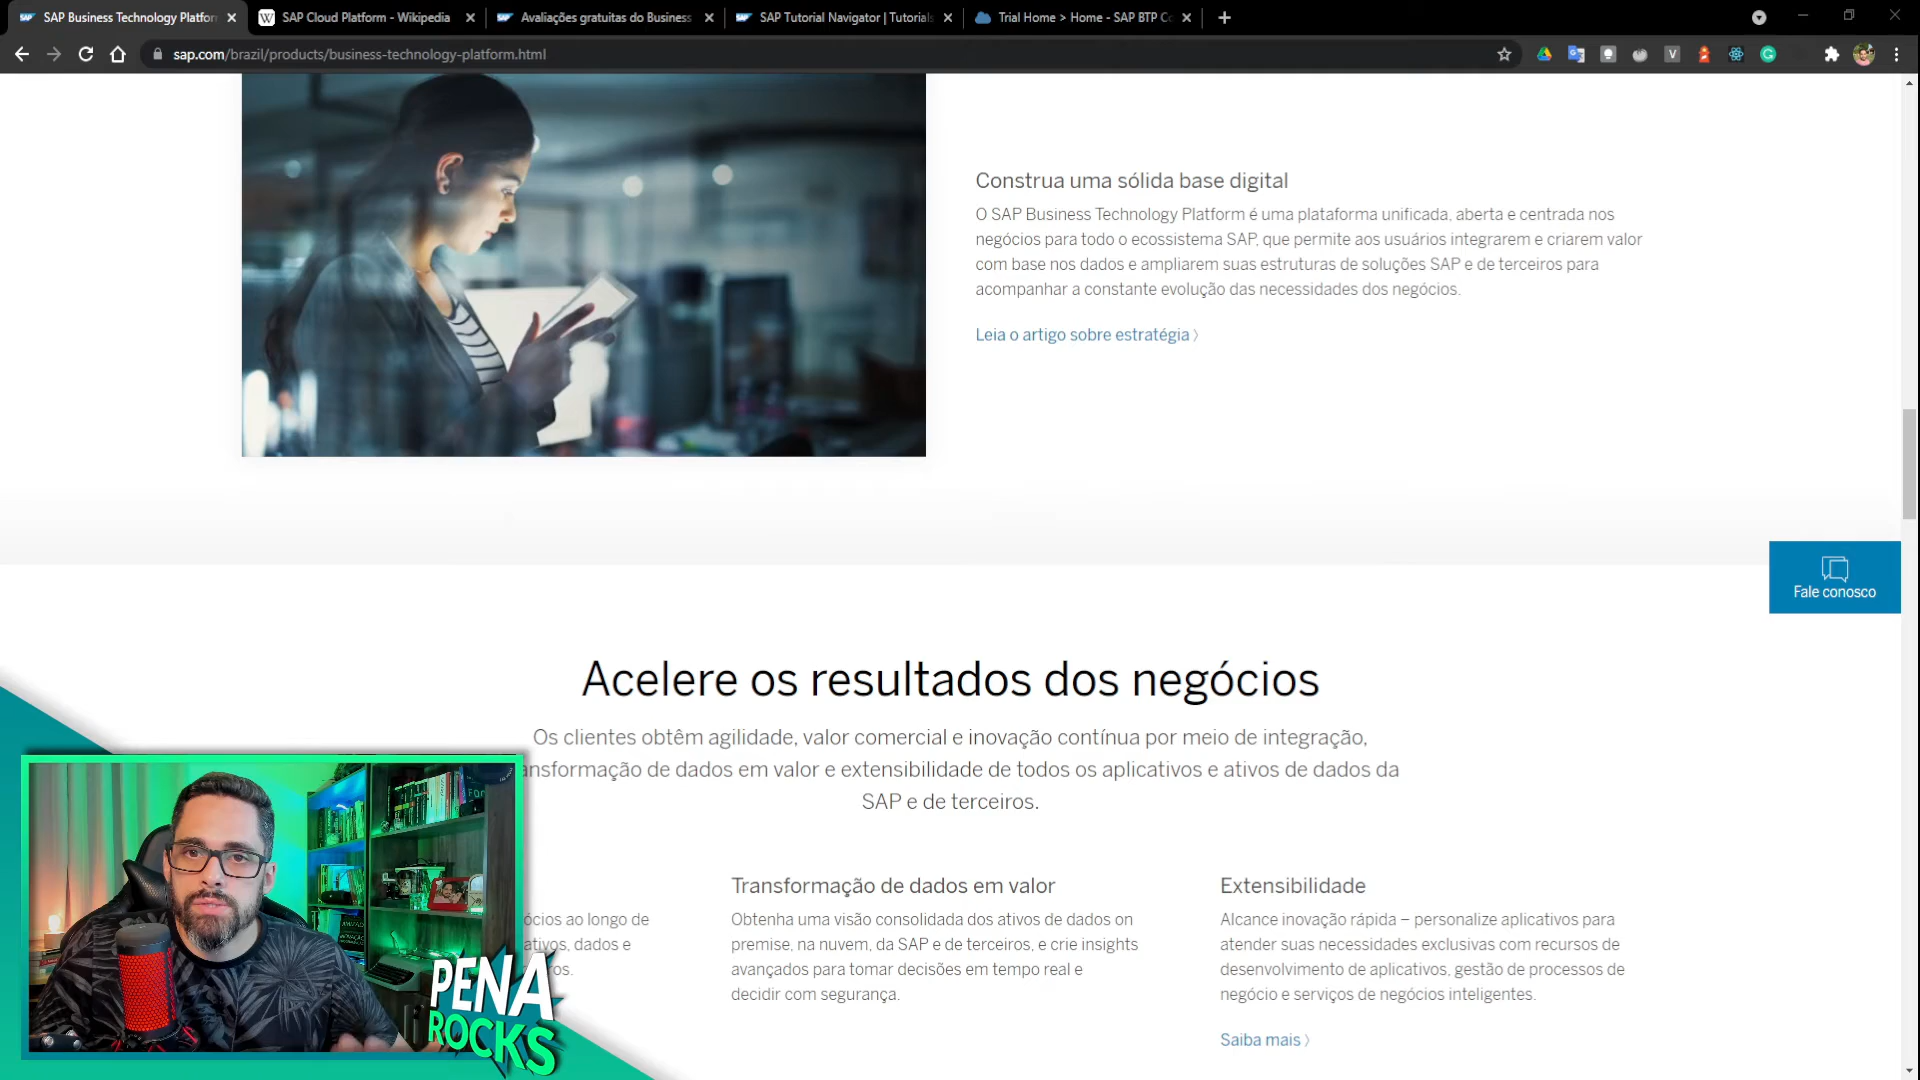 SAP Business Technology Platfor
SAP Cloud Platform - Wikipedia
Avaliações gratuitas do Business
SAP Tutorial Navigator | Tutorials
Trial Home > Home - SAP BTP Co
sap.com/brazil/products/business-technology-platform.html
Construa uma sólida base digital
O SAP Business Technology Platform é uma plataforma unificada, aberta e centrada nos
negócios para todo o ecossistema SAP, que permite aos usuários integrarem e criarem valor
com base nos dados e ampliarem suas estruturas de soluções SAP e de terceiros para
acompanhar a constante evolução das necessidades dos negócios.
Leia o artigo sobre estratégia
Fale conosco
Acelere os resultados dos negócios
Os clientes obtêm agilidade, valor comercial e inovação contínua por meio de integração,
ansformação de dados em valor e extensibilidade de todos os aplicativos e ativos de dados da
SAP e de terceiros.
ócios ao longo de
ativos, dados e
ros.
Transformação de dados em valor
Obtenha uma visão consolidada dos ativos de dados on
premise, na nuvem, da SAP e de terceiros, e crie insights
avançados para tomar decisões em tempo real e
decidir com segurança.
Extensibilidade
Alcance inovação rápida – personalize aplicativos para
atender suas necessidades exclusivas com recursos de
desenvolvimento de aplicativos, gestão de processos de
negócio e serviços de negócios inteligentes.
Saiba mais
PENA
ROCKS